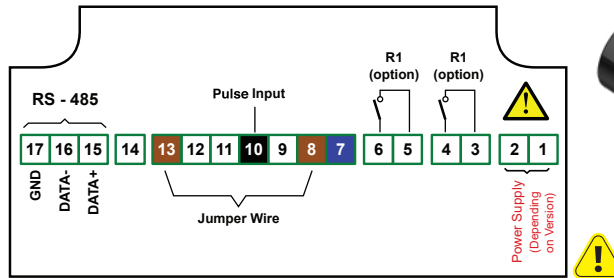 R1
(option)
R1
(option)
RS - 485
Pulse Input
17 16 15 14 13 12 11 10 9 8 7 6 5 4 3 2 1
GND
DATA-
DATA+
Jumper Wire
Power Supply
(Depending
on Version)